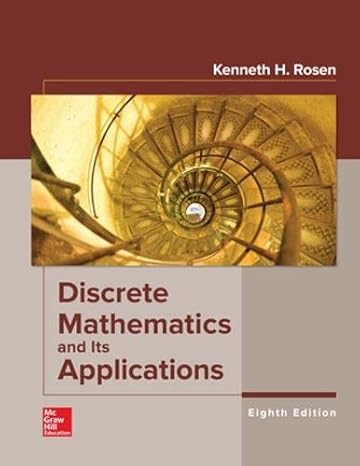 Kenneth H. Rosen
Discrete
Mathematics
and Its
Applications
Eighth Edition
Mc
Graw
Hill
Education